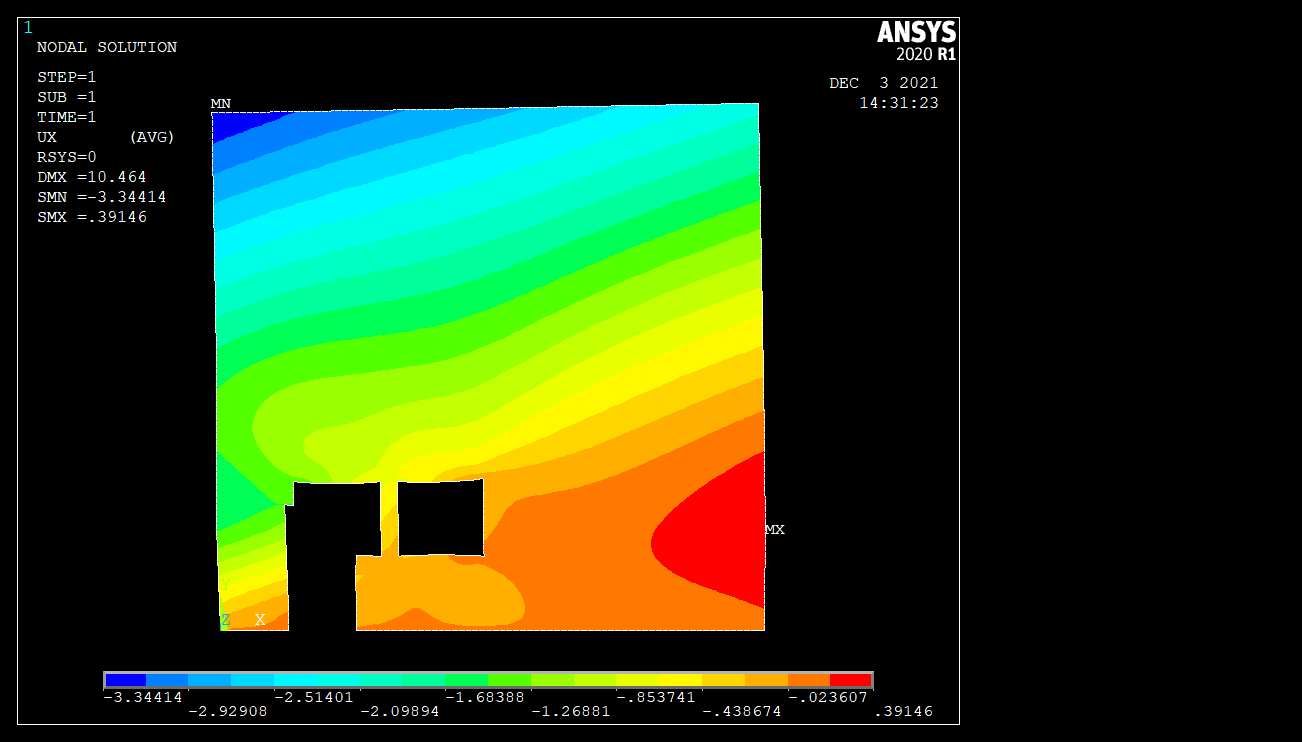 1
ANSYS
2020 R1
NODAL SOLUTION
DEC  3 2021
14:31:23
STEP=1
SUB =1
TIME=1
UX       (AVG)
RSYS=0
DMX =10.464
SMN =-3.34414
SMX =.39146
MN
MX
Y
Z X
-3.34414 -2.51401 -1.68388 -.853741 -.023607
-2.92908 -2.09894 -1.26881 -.438674 .39146